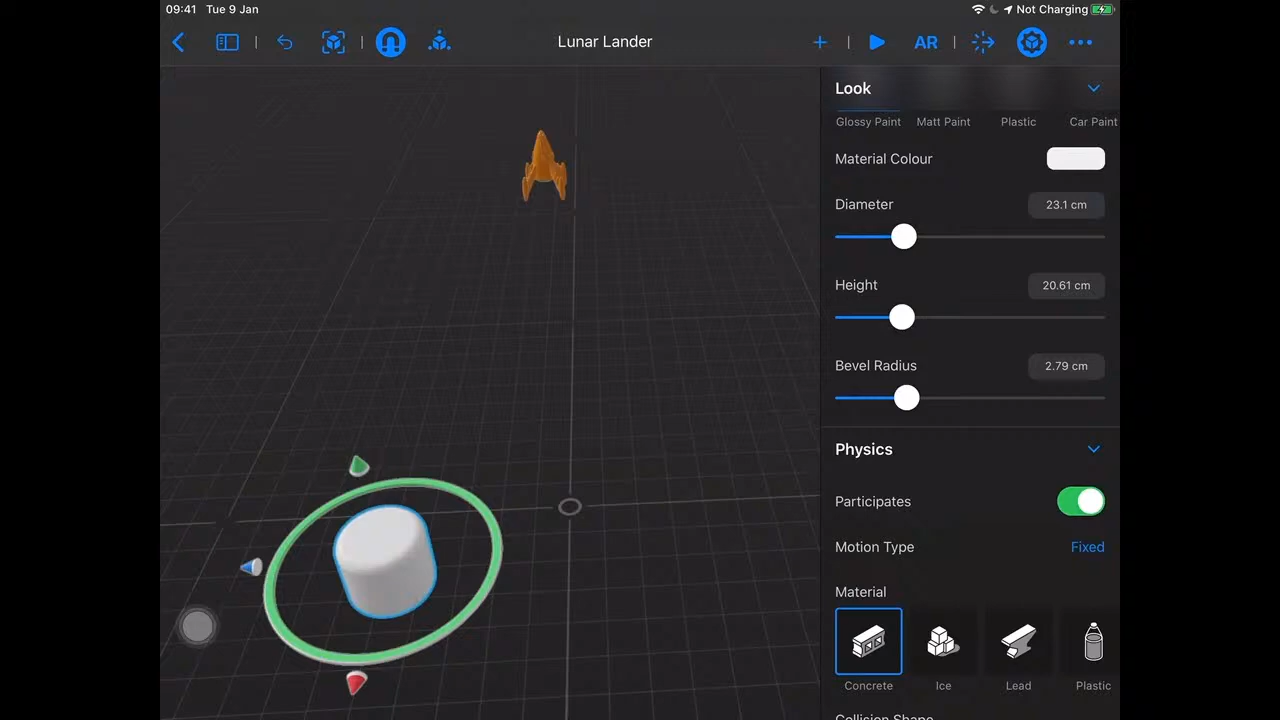 09:41 Tue 9 Jan
Not Charging
Lunar Lander
AR
Look
Glossy Paint Matt Paint Plastic Car Paint
Material Colour
Diameter 23.1 cm
Height 20.61 cm
Bevel Radius 2.79 cm
Physics
Participates
Motion Type Fixed
Material
Concrete Ice Lead Plastic
Collision Shape